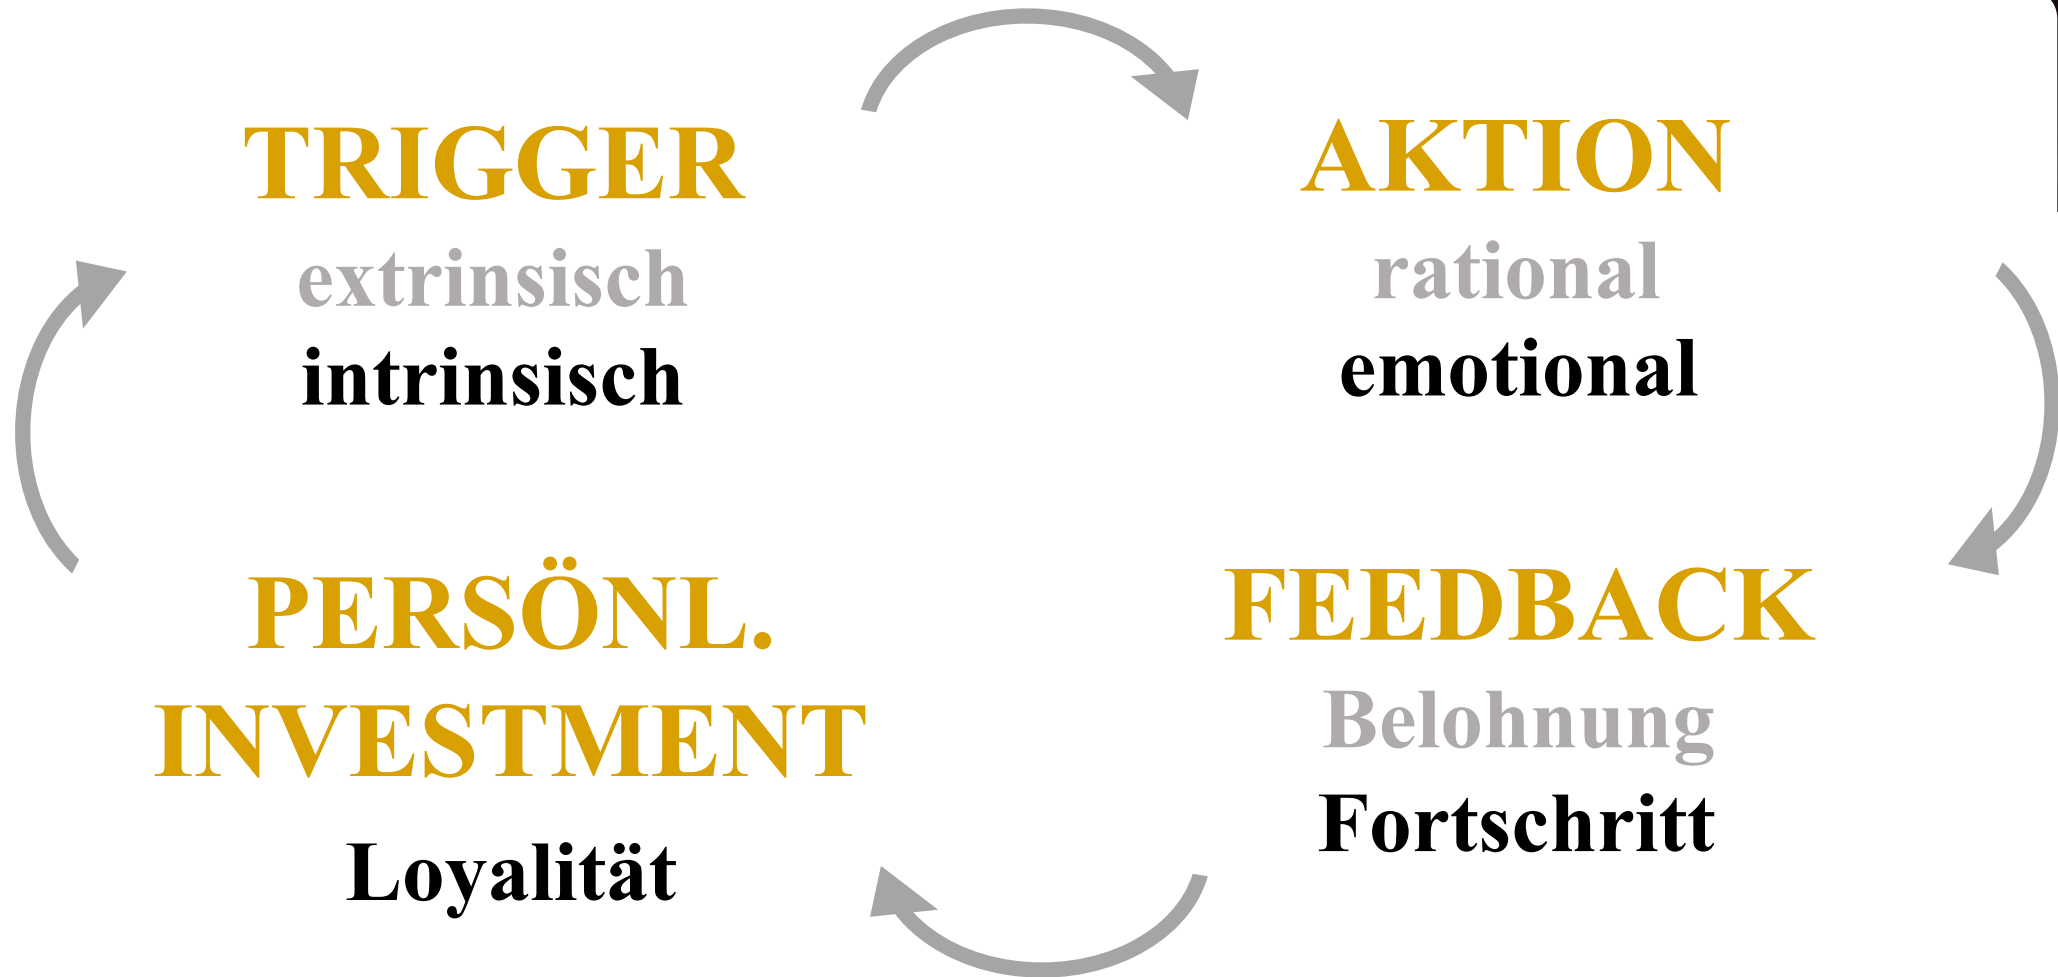 TRIGGER
extrinsisch
intrinsisch
AKTION
rational
emotional
PERSÖNL.
INVESTMENT
Loyalität
FEEDBACK
Belohnung
Fortschritt